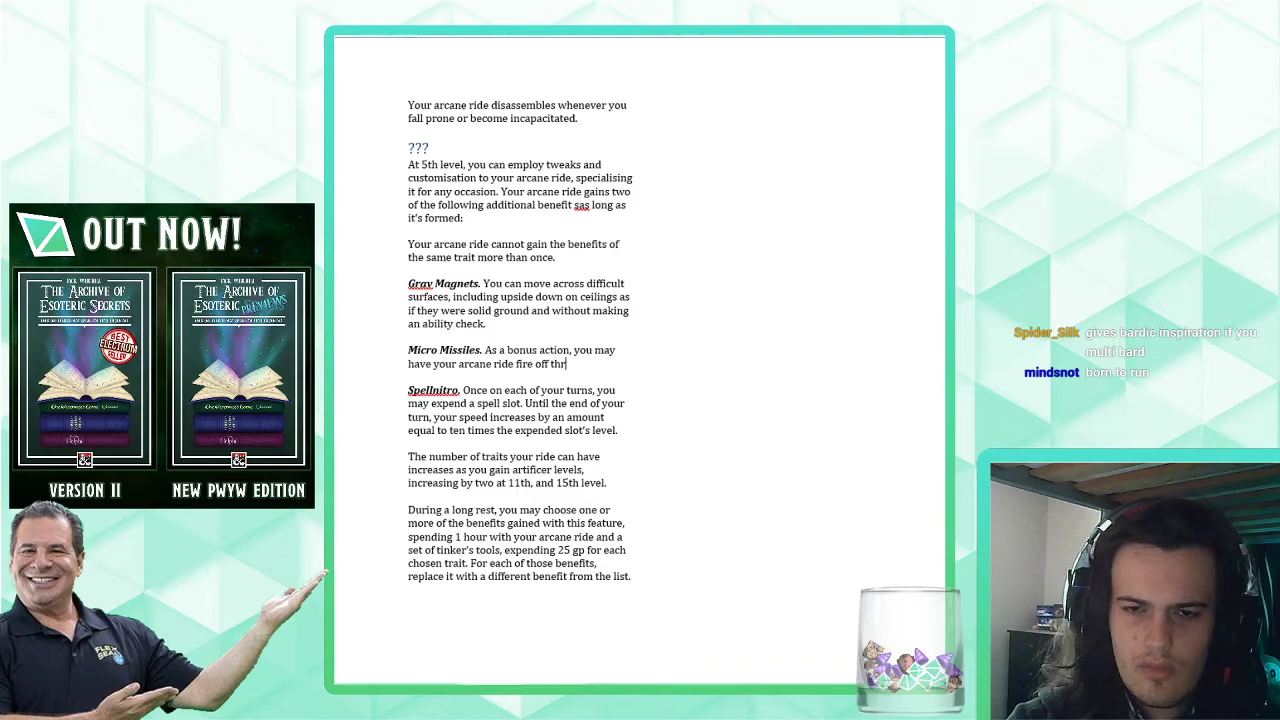 OUT NOW!
THE ARCHIVE OF
ESOTERIC SECRETS
BEST
ELECTRUM
SELLER
VERSION II
THE ARCHIVE OF
ESOTERIC
PREVIEWS
NEW PWYW EDITION
Your arcane ride disassembles whenever you
fall prone or become incapacitated.
???
At 5th level, you can employ tweaks and
customisation to your arcane ride, specialising
it for any occasion. Your arcane ride gains two
of the following additional benefit sas long as
it's formed:
Your arcane ride cannot gain the benefits of
the same trait more than once.
Grav Magnets. You can move across difficult
surfaces, including upside down on ceilings as
if they were solid ground and without making
an ability check.
Micro Missiles. As a bonus action, you may
have your arcane ride fire off thr
Spellnitro. Once on each of your turns, you
may expend a spell slot. Until the end of your
turn, your speed increases by an amount
equal to ten times the expended slot's level.
The number of traits your ride can have
increases as you gain artificer levels,
increasing by two at 11th, and 15th level.
During a long rest, you may choose one or
more of the benefits gained with this feature,
spending 1 hour with your arcane ride and a
set of tinker's tools, expending 25 gp for each
chosen trait. For each of those benefits,
replace it with a different benefit from the list.
Spider_Silk gives bardic inspiration if you
multi bard
mindsnot born to run